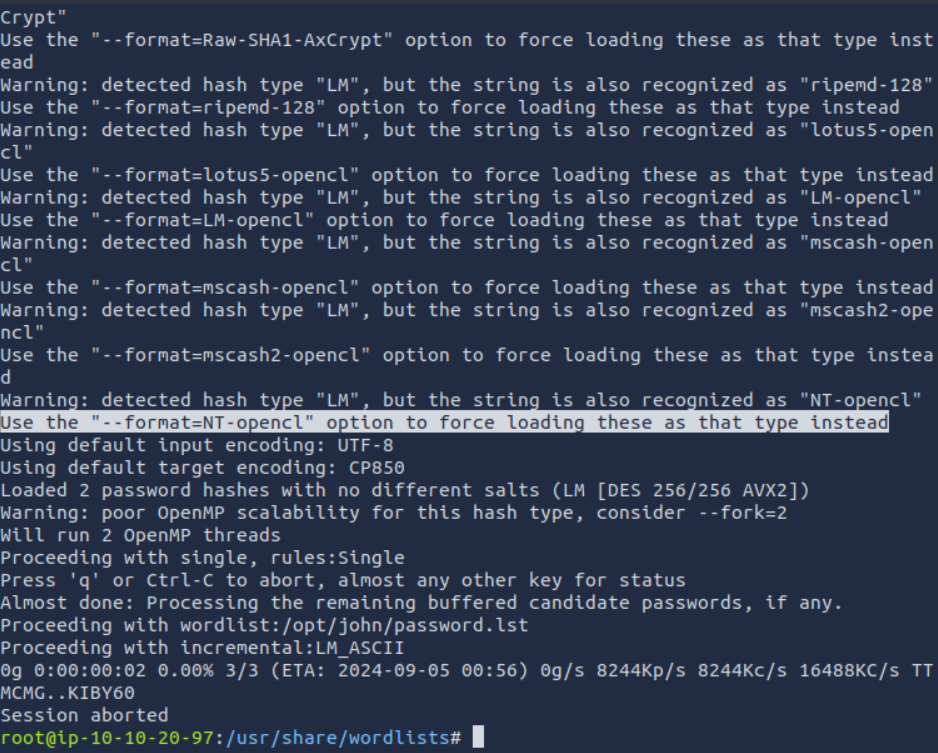 Crypt"
Use the "--format=Raw-SHA1-AxCrypt" option to force loading these as that type inst
ead
Warning: detected hash type "LM", but the string is also recognized as "ripemd-128"
Use the "--format=ripemd-128" option to force loading these as that type instead
Warning: detected hash type "LM", but the string is also recognized as "lotus5-open
cl"
Use the "--format=lotus5-opencl" option to force loading these as that type instead
Warning: detected hash type "LM", but the string is also recognized as "LM-opencl"
Use the "--format=LM-opencl" option to force loading these as that type instead
Warning: detected hash type "LM", but the string is also recognized as "mscash-open
cl"
Use the "--format=mscash-opencl" option to force loading these as that type instead
Warning: detected hash type "LM", but the string is also recognized as "mscash2-ope
ncl"
Use the "--format=mscash2-opencl" option to force loading these as that type instea
d
Warning: detected hash type "LM", but the string is also recognized as "NT-opencl"
Use the "--format=NT-opencl" option to force loading these as that type instead
Using default input encoding: UTF-8
Using default target encoding: CP850
Loaded 2 password hashes with no different salts (LM [DES 256/256 AVX2])
Warning: poor OpenMP scalability for this hash type, consider --fork=2
Will run 2 OpenMP threads
Proceeding with single, rules:Single
Press 'q' or Ctrl-C to abort, almost any other key for status
Almost done: Processing the remaining buffered candidate passwords, if any.
Proceeding with wordlist:/opt/john/password.lst
Proceeding with incremental:LM_ASCII
0g 0:00:00:02 0.00% 3/3 (ETA: 2024-09-05 00:56) 0g/s 8244Kp/s 8244Kc/s 16488KC/s TT
MCMG..KIBY60
Session aborted
root@ip-10-10-20-97:/usr/share/wordlists#